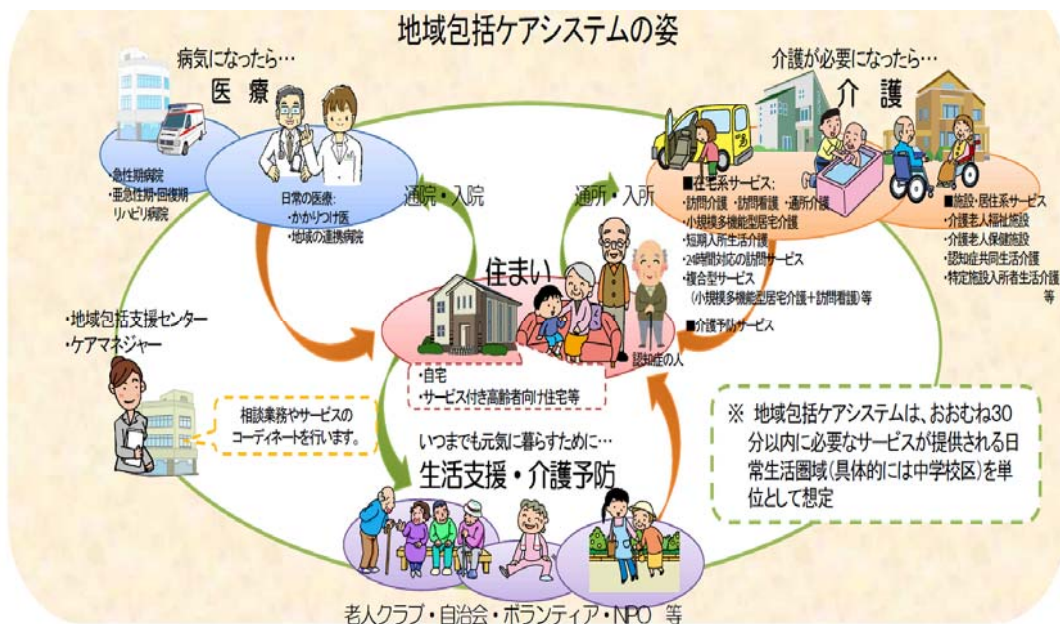 地域包括ケアシステムの姿
病気になったら…
医 療
・急性期病院
・亜急性期・回復期
リハビリ病院
日常の医療:
・かかりつけ医
・地域の連携病院
通院・入院
通所・入所
介護が必要になったら…
介 護
■在宅系サービス:
・訪問介護 ・訪問看護 ・通所介護
・小規模多機能型居宅介護
・短期入所生活介護
・24時間対応の訪問サービス
・複合型サービス
(小規模多機能型居宅介護+訪問看護)等
■介護予防サービス
■施設・居住系サービス
・介護老人福祉施設
・介護老人保健施設
・認知症共同生活介護
・特定施設入所者生活介護
等
住まい
認知症の人
・自宅
・サービス付き高齢者向け住宅等
・地域包括支援センター
・ケアマネジャー
相談業務やサービスの
コーディネートを行います。
いつまでも元気に暮らすために…
生活支援・介護予防
老人クラブ・自治会・ボランティア・NPO 等
※ 地域包括ケアシステムは、おおむね30
分以内に必要なサービスが提供される日
常生活圏域(具体的には中学校区)を単
位として想定